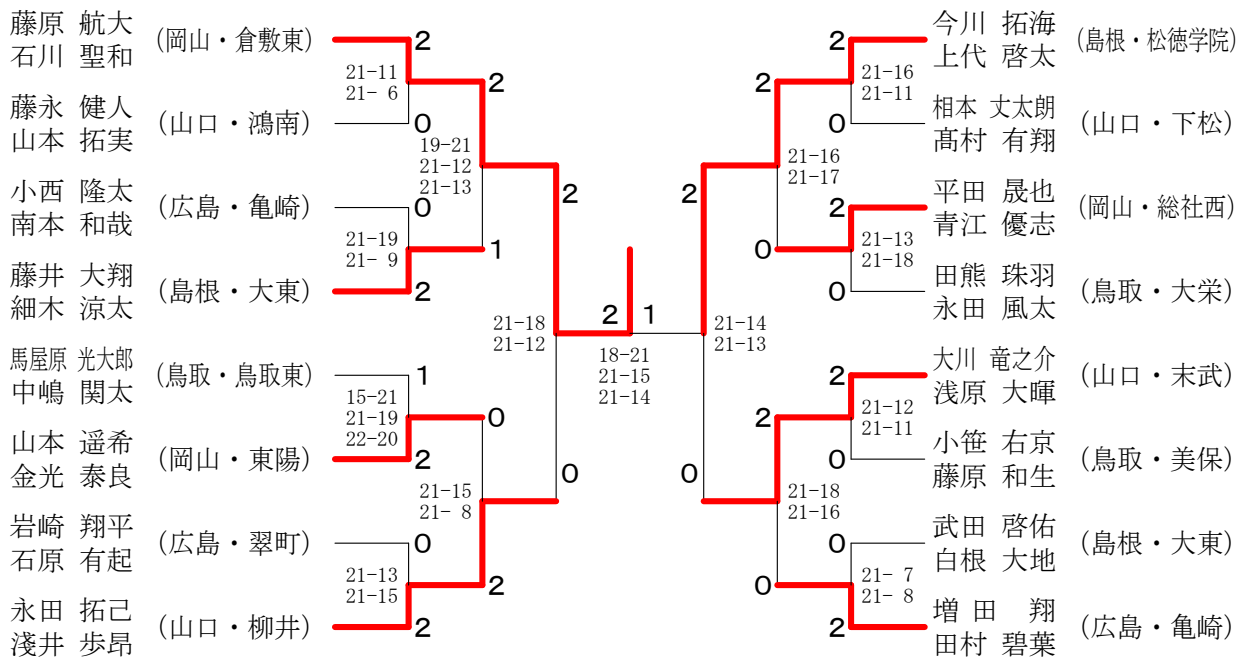 藤原 航大
石川 聖和
(岡山・倉敷東)
2
21-11
21- 6
2
藤永 健人
山本 拓実
(山口・鴻南)
0
19-21
21-12
21-13
2
小西 隆太
南本 和哉
(広島・亀崎)
0
21-19
21- 9
1
藤井 大翔
細木 涼太
(島根・大東)
2
21-18
21-12
馬屋原 光大郎
中嶋 関太
(鳥取・鳥取東)
1
15-21
21-19
22-20
0
山本 遥希
金光 泰良
(岡山・東陽)
2
21-15
21- 8
0
岩崎 翔平
石原 有起
(広島・翠町)
0
21-13
21-15
2
永田 拓己
淺井 歩昂
(山口・柳井)
2
2 1
18-21
21-15
21-14
今川 拓海
上代 啓太
(島根・松徳学院)
2
21-16
21-11
2
相本 丈太朗
髙村 有翔
(山口・下松)
0
21-16
21-17
2
平田 晟也
青江 優志
(岡山・総社西)
2
21-13
21-18
0
田熊 珠羽
永田 風太
(鳥取・大栄)
0
21-14
21-13
大川 竜之介
浅原 大暉
(山口・末武)
2
21-12
21-11
2
小笹 右京
藤原 和生
(鳥取・美保)
0
21-18
21-16
0
武田 啓佑
白根 大地
(島根・大東)
0
21- 7
21- 8
0
増田 翔
田村 碧葉
(広島・亀崎)
2